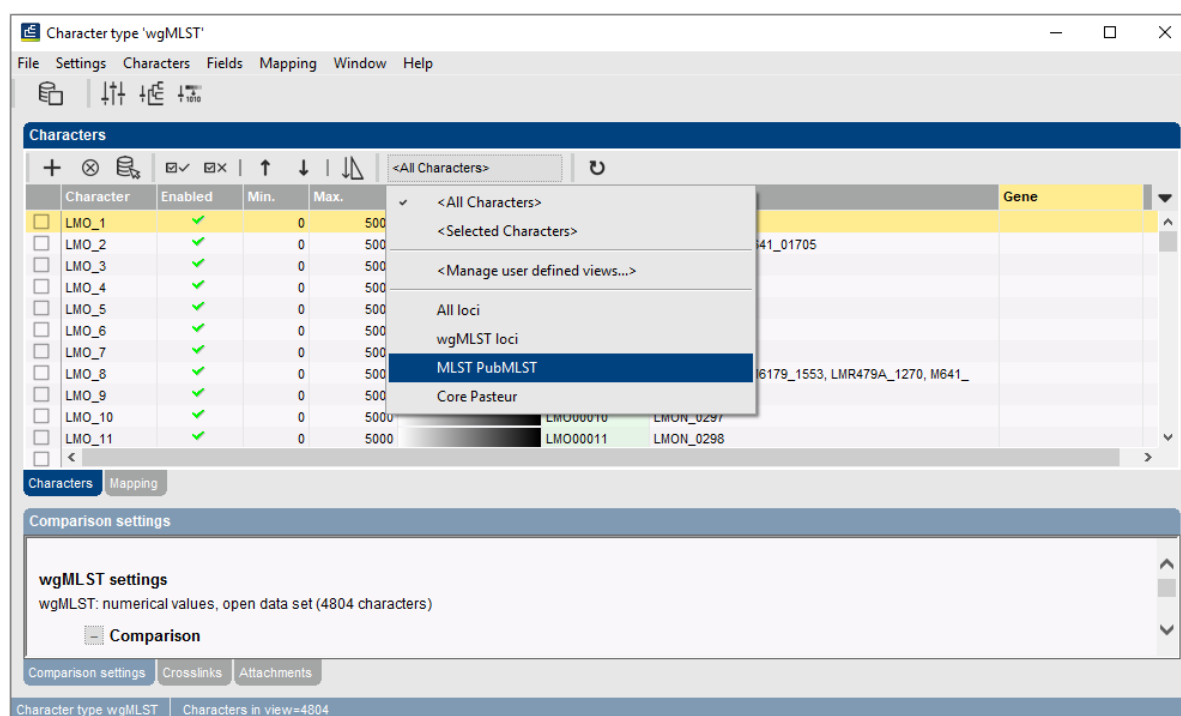 Character type 'wgMLST'
File Settings Characters Fields Mapping Window Help
Characters
<All Characters>
Character Enabled Min. Max. Gene
<All Characters>
<Selected Characters>
<Manage user defined views...>
All loci
wgMLST loci
MLST PubMLST
Core Pasteur
LMO_1 0 500
LMO_2 0 500 641_01705
LMO_3 0 500
LMO_4 0 500
LMO_5 0 500
LMO_6 0 500
LMO_7 0 500
LMO_8 0 500 6179_1553, LMR479A_1270, M641_
LMO_9 0 500
LMO_10 0 5000 LMO00010 LMON_0297
LMO_11 0 5000 LMO00011 LMON_0298
Characters Mapping
Comparison settings
wgMLST settings
wgMLST: numerical values, open data set (4804 characters)
Comparison
Comparison settings Crosslinks Attachments
Character type wgMLST Characters in view=4804